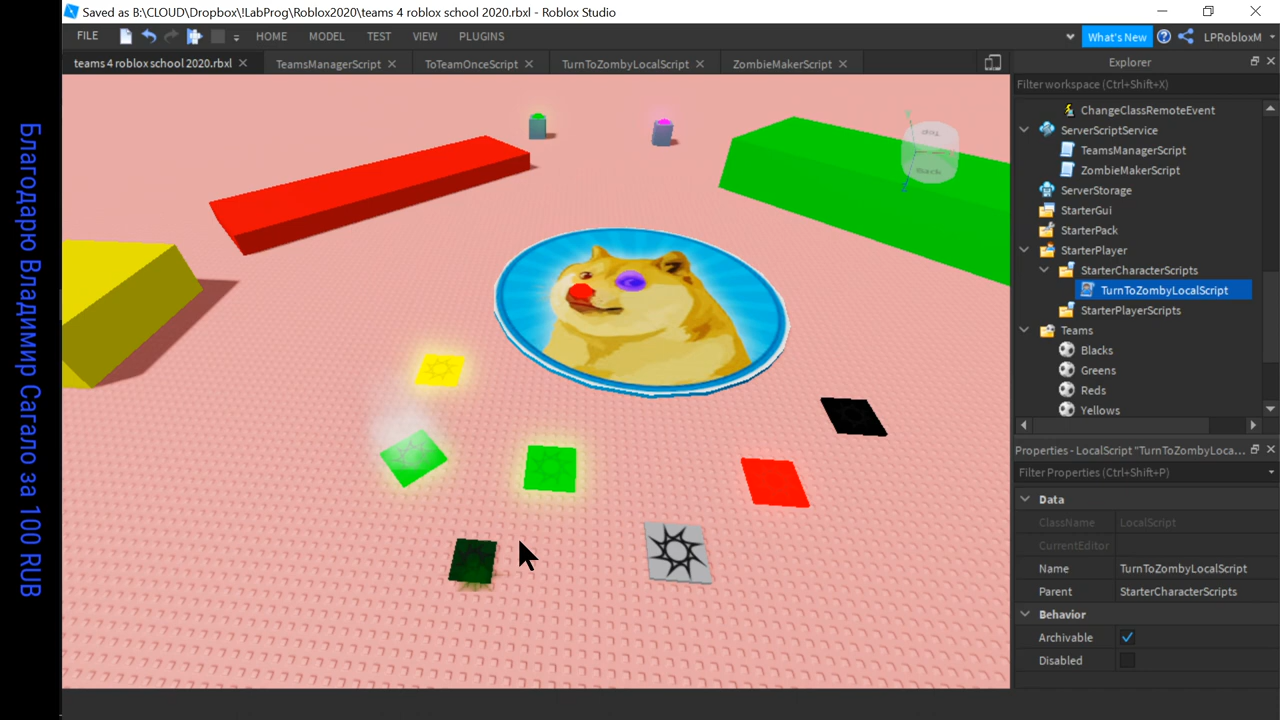 Saved as B:\CLOUD\Dropbox\!LabProg\Roblox2020\teams 4 roblox school 2020.rbxl - Roblox Studio
FILE HOME MODEL TEST VIEW PLUGINS What's New LPRobloxM
teams 4 roblox school 2020.rbxl TeamsManagerScript ToTeamOnceScript TurnToZombyLocalScript ZombieMakerScript
Благодарю Владимир Сагало за 100 RUB
Explorer
Filter workspace (Ctrl+Shift+X)
ChangeClassRemoteEvent
ServerScriptService
TeamsManagerScript
ZombieMakerScript
ServerStorage
StarterGui
StarterPack
StarterPlayer
StarterCharacterScripts
TurnToZombyLocalScript
StarterPlayerScripts
Teams
Blacks
Greens
Reds
Yellows
Properties - LocalScript "TurnToZombyLoca...
Filter Properties (Ctrl+Shift+P)
Data
ClassName LocalScript
CurrentEditor
Name TurnToZombyLocalScript
Parent StarterCharacterScripts
Behavior
Archivable
Disabled